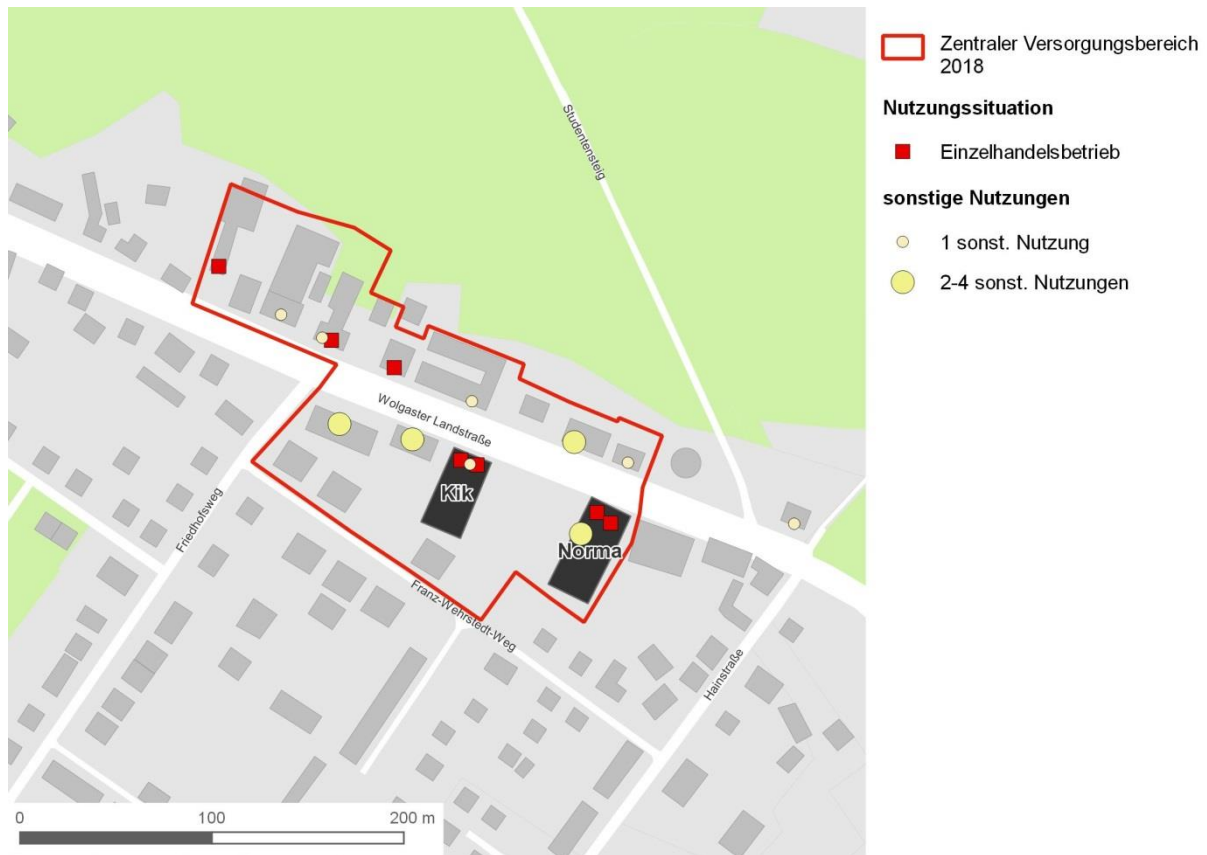 Zentraler Versorgungsbereich
2018
Nutzungssituation
Einzelhandelsbetrieb
sonstige Nutzungen
1 sonst. Nutzung
2-4 sonst. Nutzungen
Studentensteig
Wolgaster Landstraße
Kik
Norma
Friedhofsweg
Franz-Wehrstedt-Weg
Hainstraße
0 100 200 m